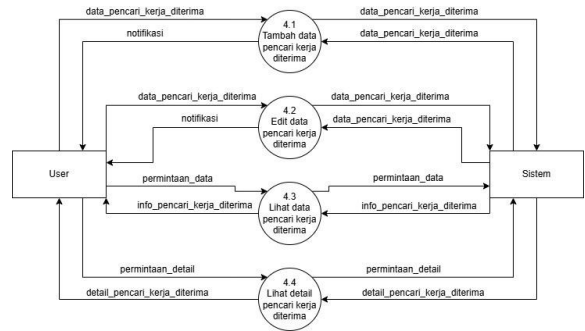 data_pencari_kerja_diterima
4.1
Tambah data
pencari kerja
diterima
data_pencari_kerja_diterima
notifikasi
data_pencari_kerja_diterima
data_pencari_kerja_diterima
4.2
Edit data
pencari kerja
diterima
data_pencari_kerja_diterima
notifikasi
data_pencari_kerja_diterima
User
Sistem
permintaan_data
4.3
Lihat data
pencari kerja
diterima
permintaan_data
info_pencari_kerja_diterima
info_pencari_kerja_diterima
permintaan_detail
4.4
Lihat detail
pencari kerja
diterima
permintaan_detail
detail_pencari_kerja_diterima
detail_pencari_kerja_diterima